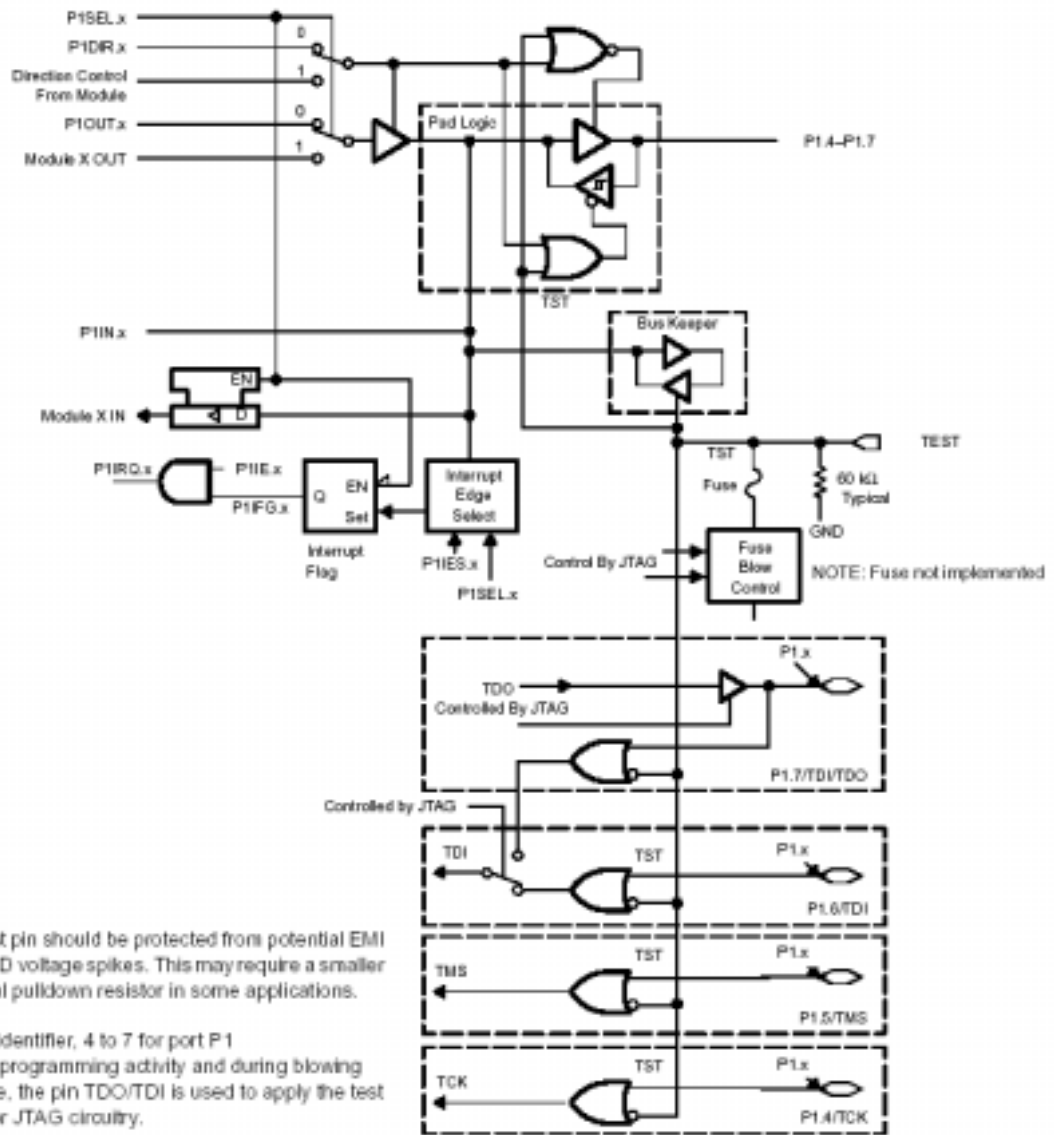 P1SEL.x
0
P1DIR.x
Direction Control
From Module
1
P1OUT.x
0
Module X OUT
1
Pad Logic
P1.4–P1.7
TST
P1IN.x
Bus Keeper
EN
Module X IN
D
TEST
TST
P1IRQ.x
P1IE.x
P1IFG.x
Q
EN
Set
Interrupt
Flag
Interrupt
Edge
Select
P1IES.x
P1SEL.x
Fuse
60 kΩ
Typical
GND
Control By JTAG
Fuse
Blow
Control
NOTE: Fuse not implemented
P1.x
TDO
Controlled By JTAG
P1.7/TDI/TDO
Controlled by JTAG
TDI
TST
P1.x
P1.6/TDI
TMS
TST
P1.x
P1.5/TMS
TCK
TST
P1.x
P1.4/TCK
t pin should be protected from potential EMI
D voltage spikes. This may require a smaller
l pulldown resistor in some applications.
dentifier, 4 to 7 for port P1
programming activity and during blowing
e, the pin TDO/TDI is used to apply the test
r JTAG circuitry.